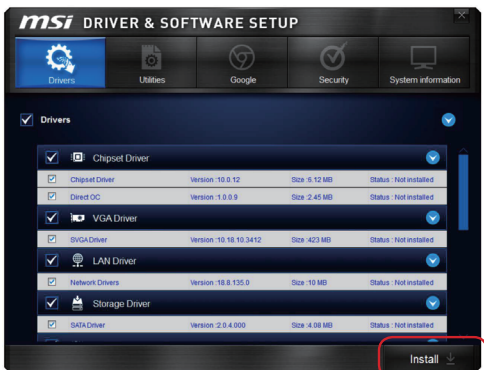 msi DRIVER & SOFTWARE SETUP
Drivers Utilities Google Security System information
Drivers
Chipset Driver
Chipset Driver Version :10.0.12 Size :6.12 MB Status : Not installed
Direct OC Version :1.0.0.9 Size :2.45 MB Status : Not installed
VGA Driver
SVGA Driver Version :10.18.10.3412 Size :423 MB Status : Not installed
LAN Driver
Network Drivers Version :18.8.135.0 Size :10 MB Status : Not installed
Storage Driver
SATA Driver Version :2.0.4.000 Size :4.08 MB Status : Not installed
Install